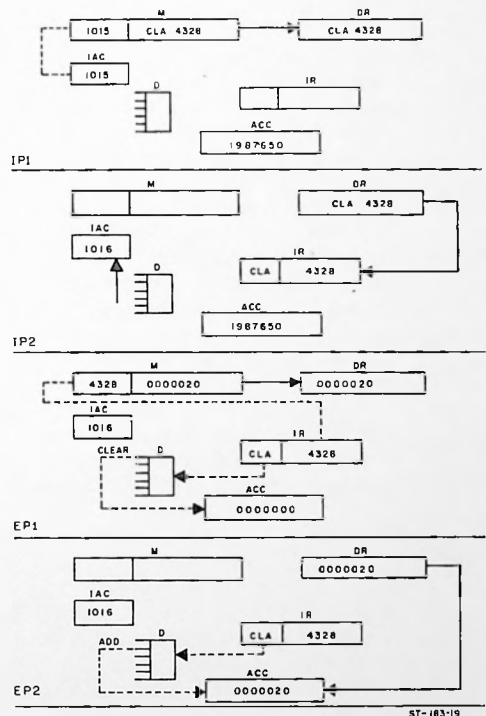 M DR
1015 CLA 4328 CLA 4328
IAC
1015
D IR
ACC
1987650
IP1
M DR
CLA 4328
IAC IR
1016 CLA 4328
D
ACC
1987650
IP2
M DR
4328 0000020 0000020
IAC
1016 IR
CLEAR D CLA 4328
ACC
0000000
EP1
M DR
0000020
IAC
1016 IR
ADD D CLA 4328
ACC
EP2 0000020
ST-183-19